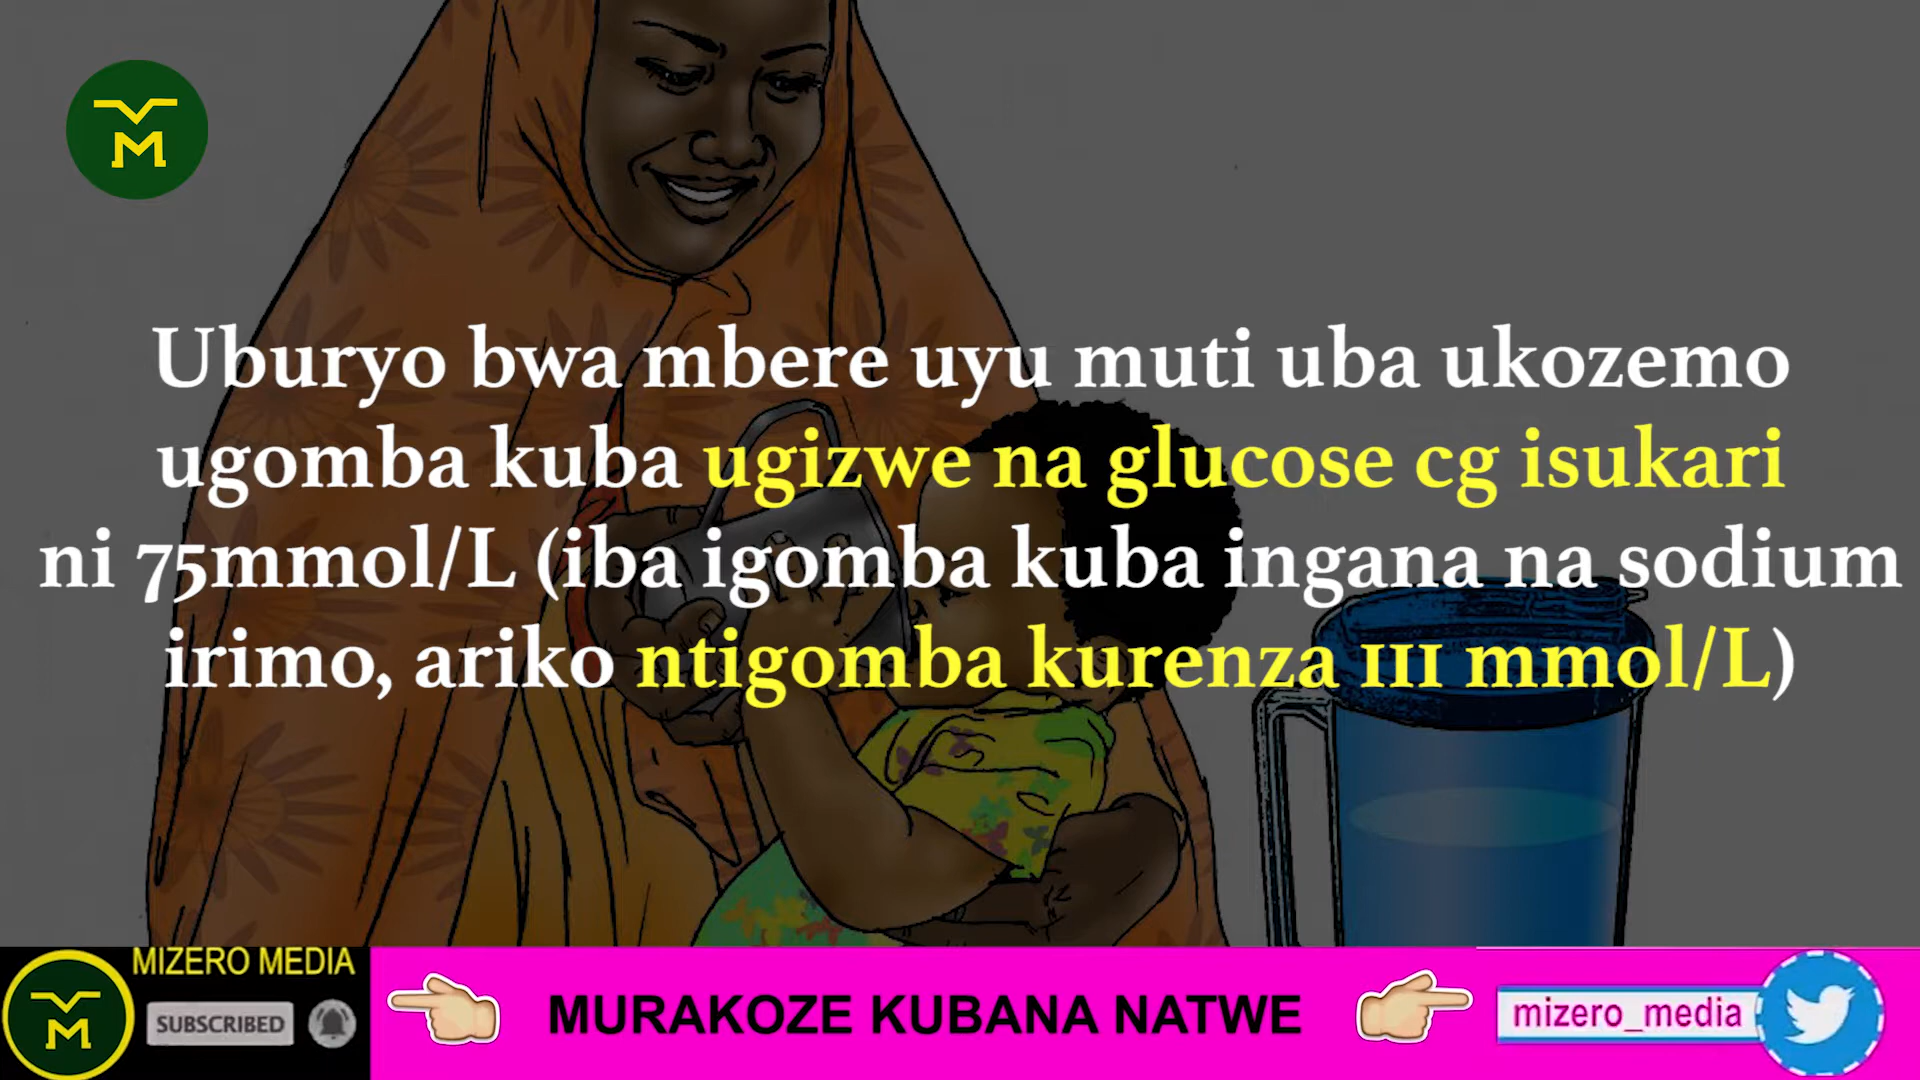 Uburyo bwa mbere uyu muti uba ukozemo
ugomba kuba ugizwe na glucose cg isukari
ni 75mmol/L (iba igomba kuba ingana na sodium
irimo, ariko ntigomba kurenza 111 mmol/L)
MIZERO MEDIA
SUBSCRIBED
MURAKOZE KUBANA NATWE
mizero_media